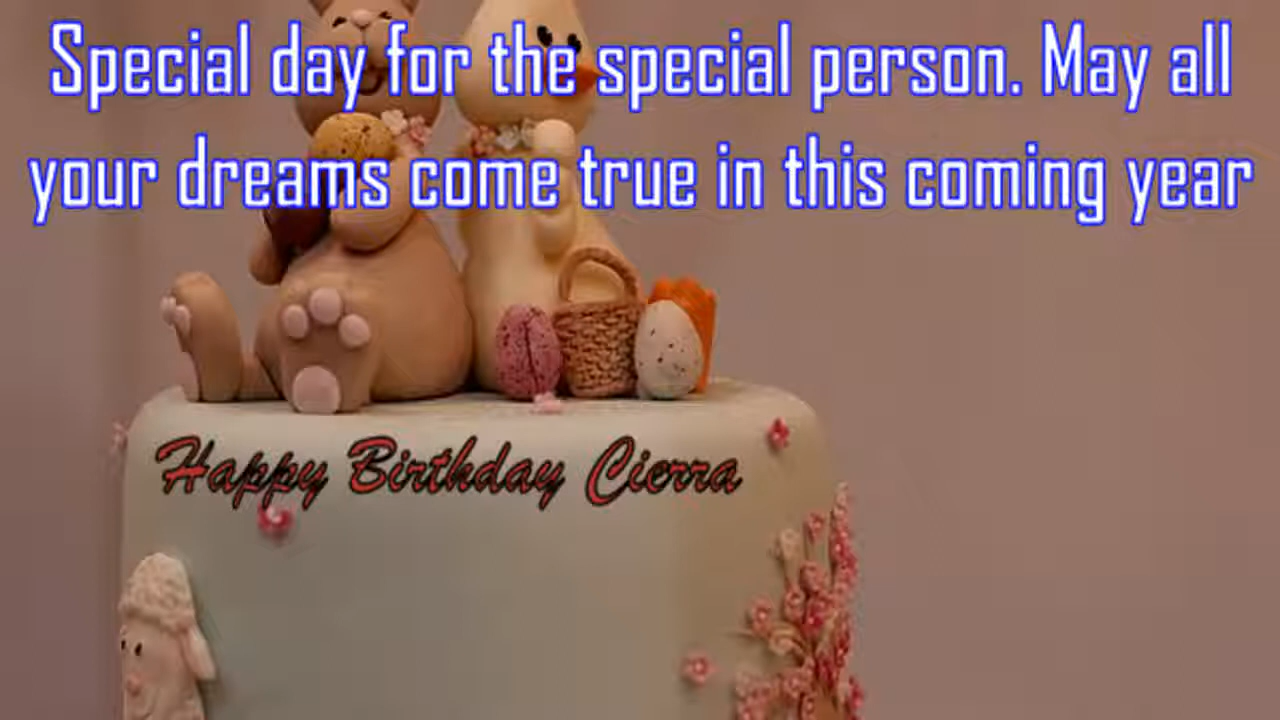 Special day for the special person. May all
your dreams come true in this coming year
Happy Birthday Cierra